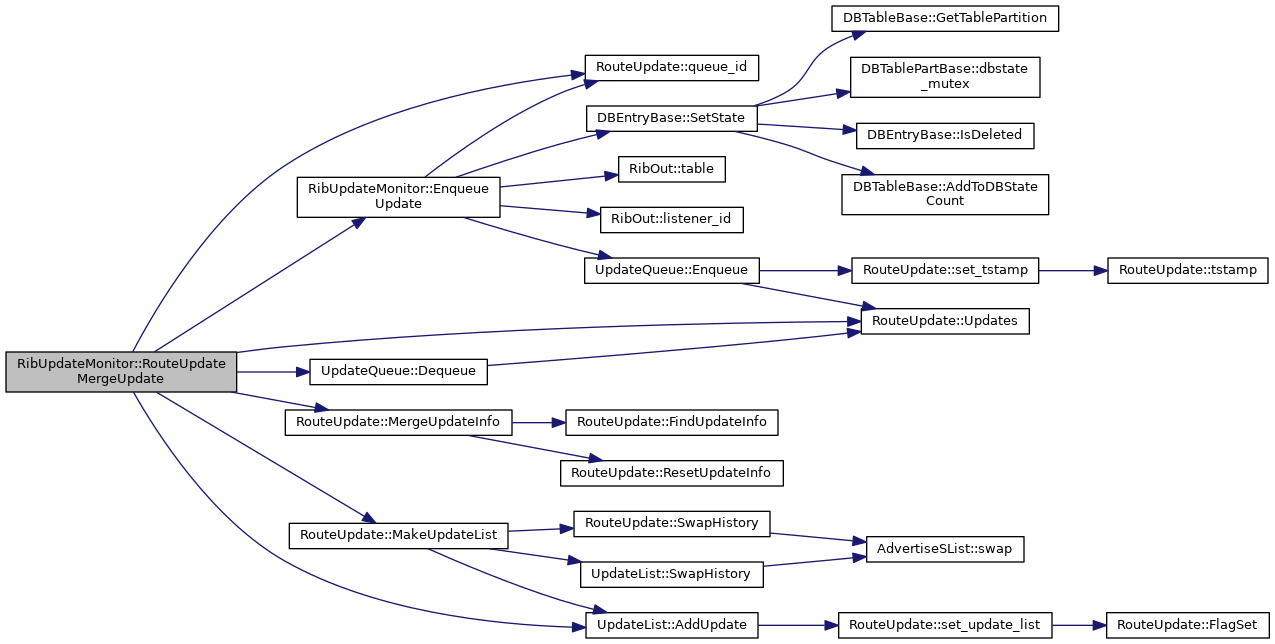 DBTableBase::GetTablePartition
RouteUpdate::queue_id
DBTablePartBase::dbstate
_mutex
DBEntryBase::SetState
DBEntryBase::IsDeleted
RibOut::table
RibUpdateMonitor::Enqueue
Update
DBTableBase::AddToDBState
Count
RibOut::listener_id
UpdateQueue::Enqueue
RouteUpdate::set_tstamp
RouteUpdate::tstamp
RouteUpdate::Updates
RibUpdateMonitor::RouteUpdate
MergeUpdate
UpdateQueue::Dequeue
RouteUpdate::MergeUpdateInfo
RouteUpdate::FindUpdateInfo
RouteUpdate::ResetUpdateInfo
RouteUpdate::SwapHistory
RouteUpdate::MakeUpdateList
AdvertiseSList::swap
UpdateList::SwapHistory
UpdateList::AddUpdate
RouteUpdate::set_update_list
RouteUpdate::FlagSet